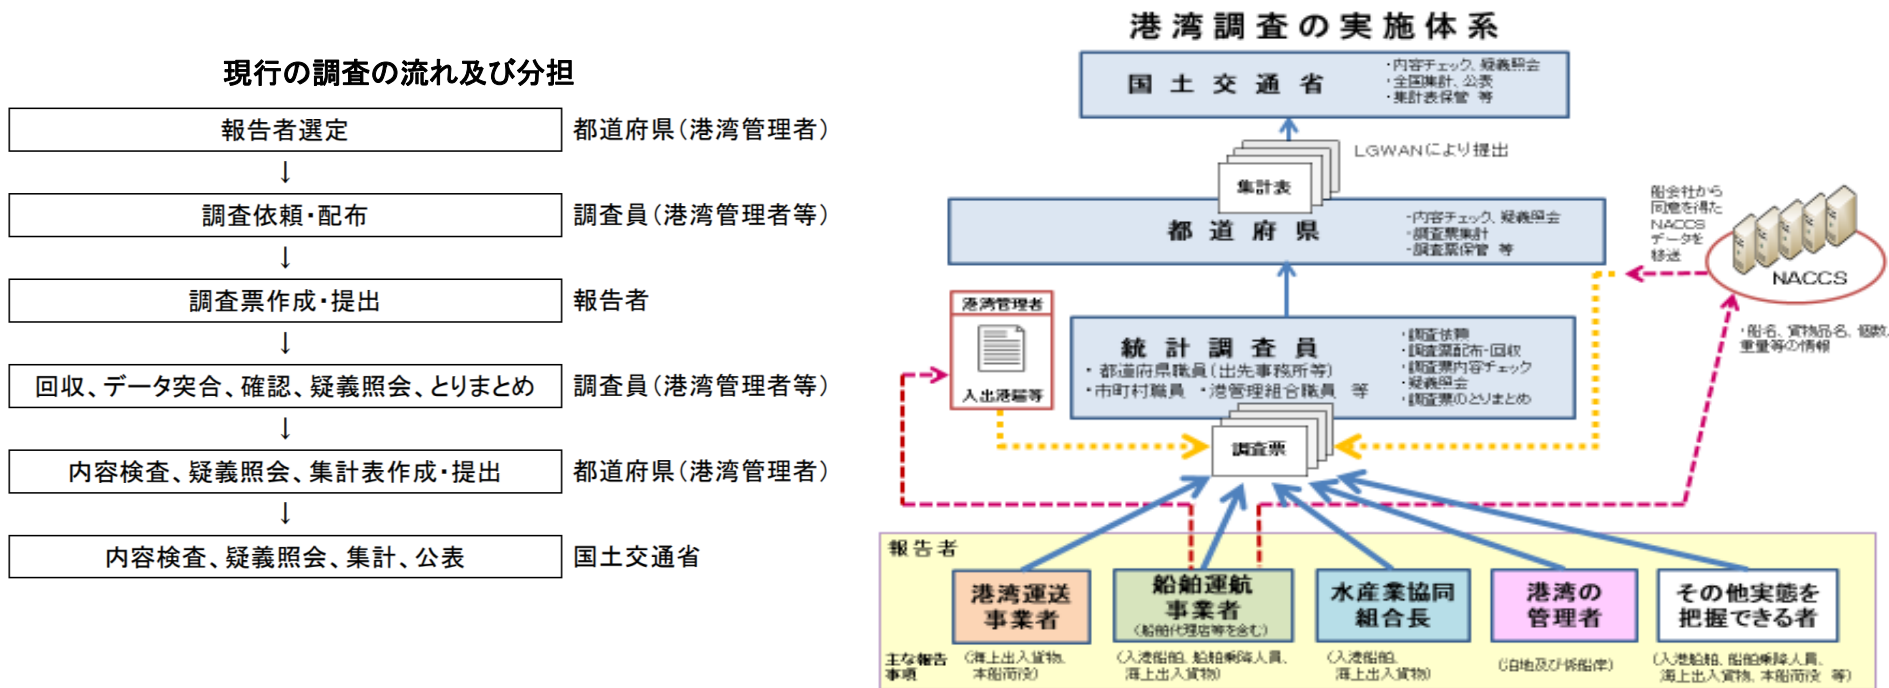 現行の調査の流れ及び分担
報告者選定
都道府県（港湾管理者）
↓
調査依頼・配布
調査員（港湾管理者等）
↓
調査票作成・提出
報告者
↓
回収、データ突合、確認、疑義照会、とりまとめ
調査員（港湾管理者等）
↓
内容検査、疑義照会、集計表作成・提出
都道府県（港湾管理者）
↓
内容検査、疑義照会、集計、公表
国土交通省
港湾調査の実施体系
国土交通省
・内容チェック、疑義照会
・全国集計、公表
・集計表保管 等
LGWANにより提出
集計表
都道府県
・内容チェック、疑義照会
・調査票集計
・調査票保管 等
船会社から
同意を得た
NACCS
データを
移送
NACCS
・船名、貨物品名、個数、
重量等の情報
港湾管理者
入出港届等
統計調査員
・都道府県職員（出先事務所等）
・市町村職員 ・港管理組合職員 等
・調査依頼
・調査票配布・回収
・調査票内容チェック
・疑義照会
・調査票のとりまとめ
調査票
報告者
港湾運送
事業者
船舶運航
事業者
（船舶代理店等を含む）
水産業協同
組合長
港湾の
管理者
その他実態を
把握できる者
主な報告
事項
（海上出入貨物、
本船荷役）
（入港船舶、船舶乗降人員、
海上出入貨物）
（入港船舶、
海上出入貨物）
（泊地及び係船岸）
（入港船舶、船舶乗降人員、
海上出入貨物、本船荷役 等）